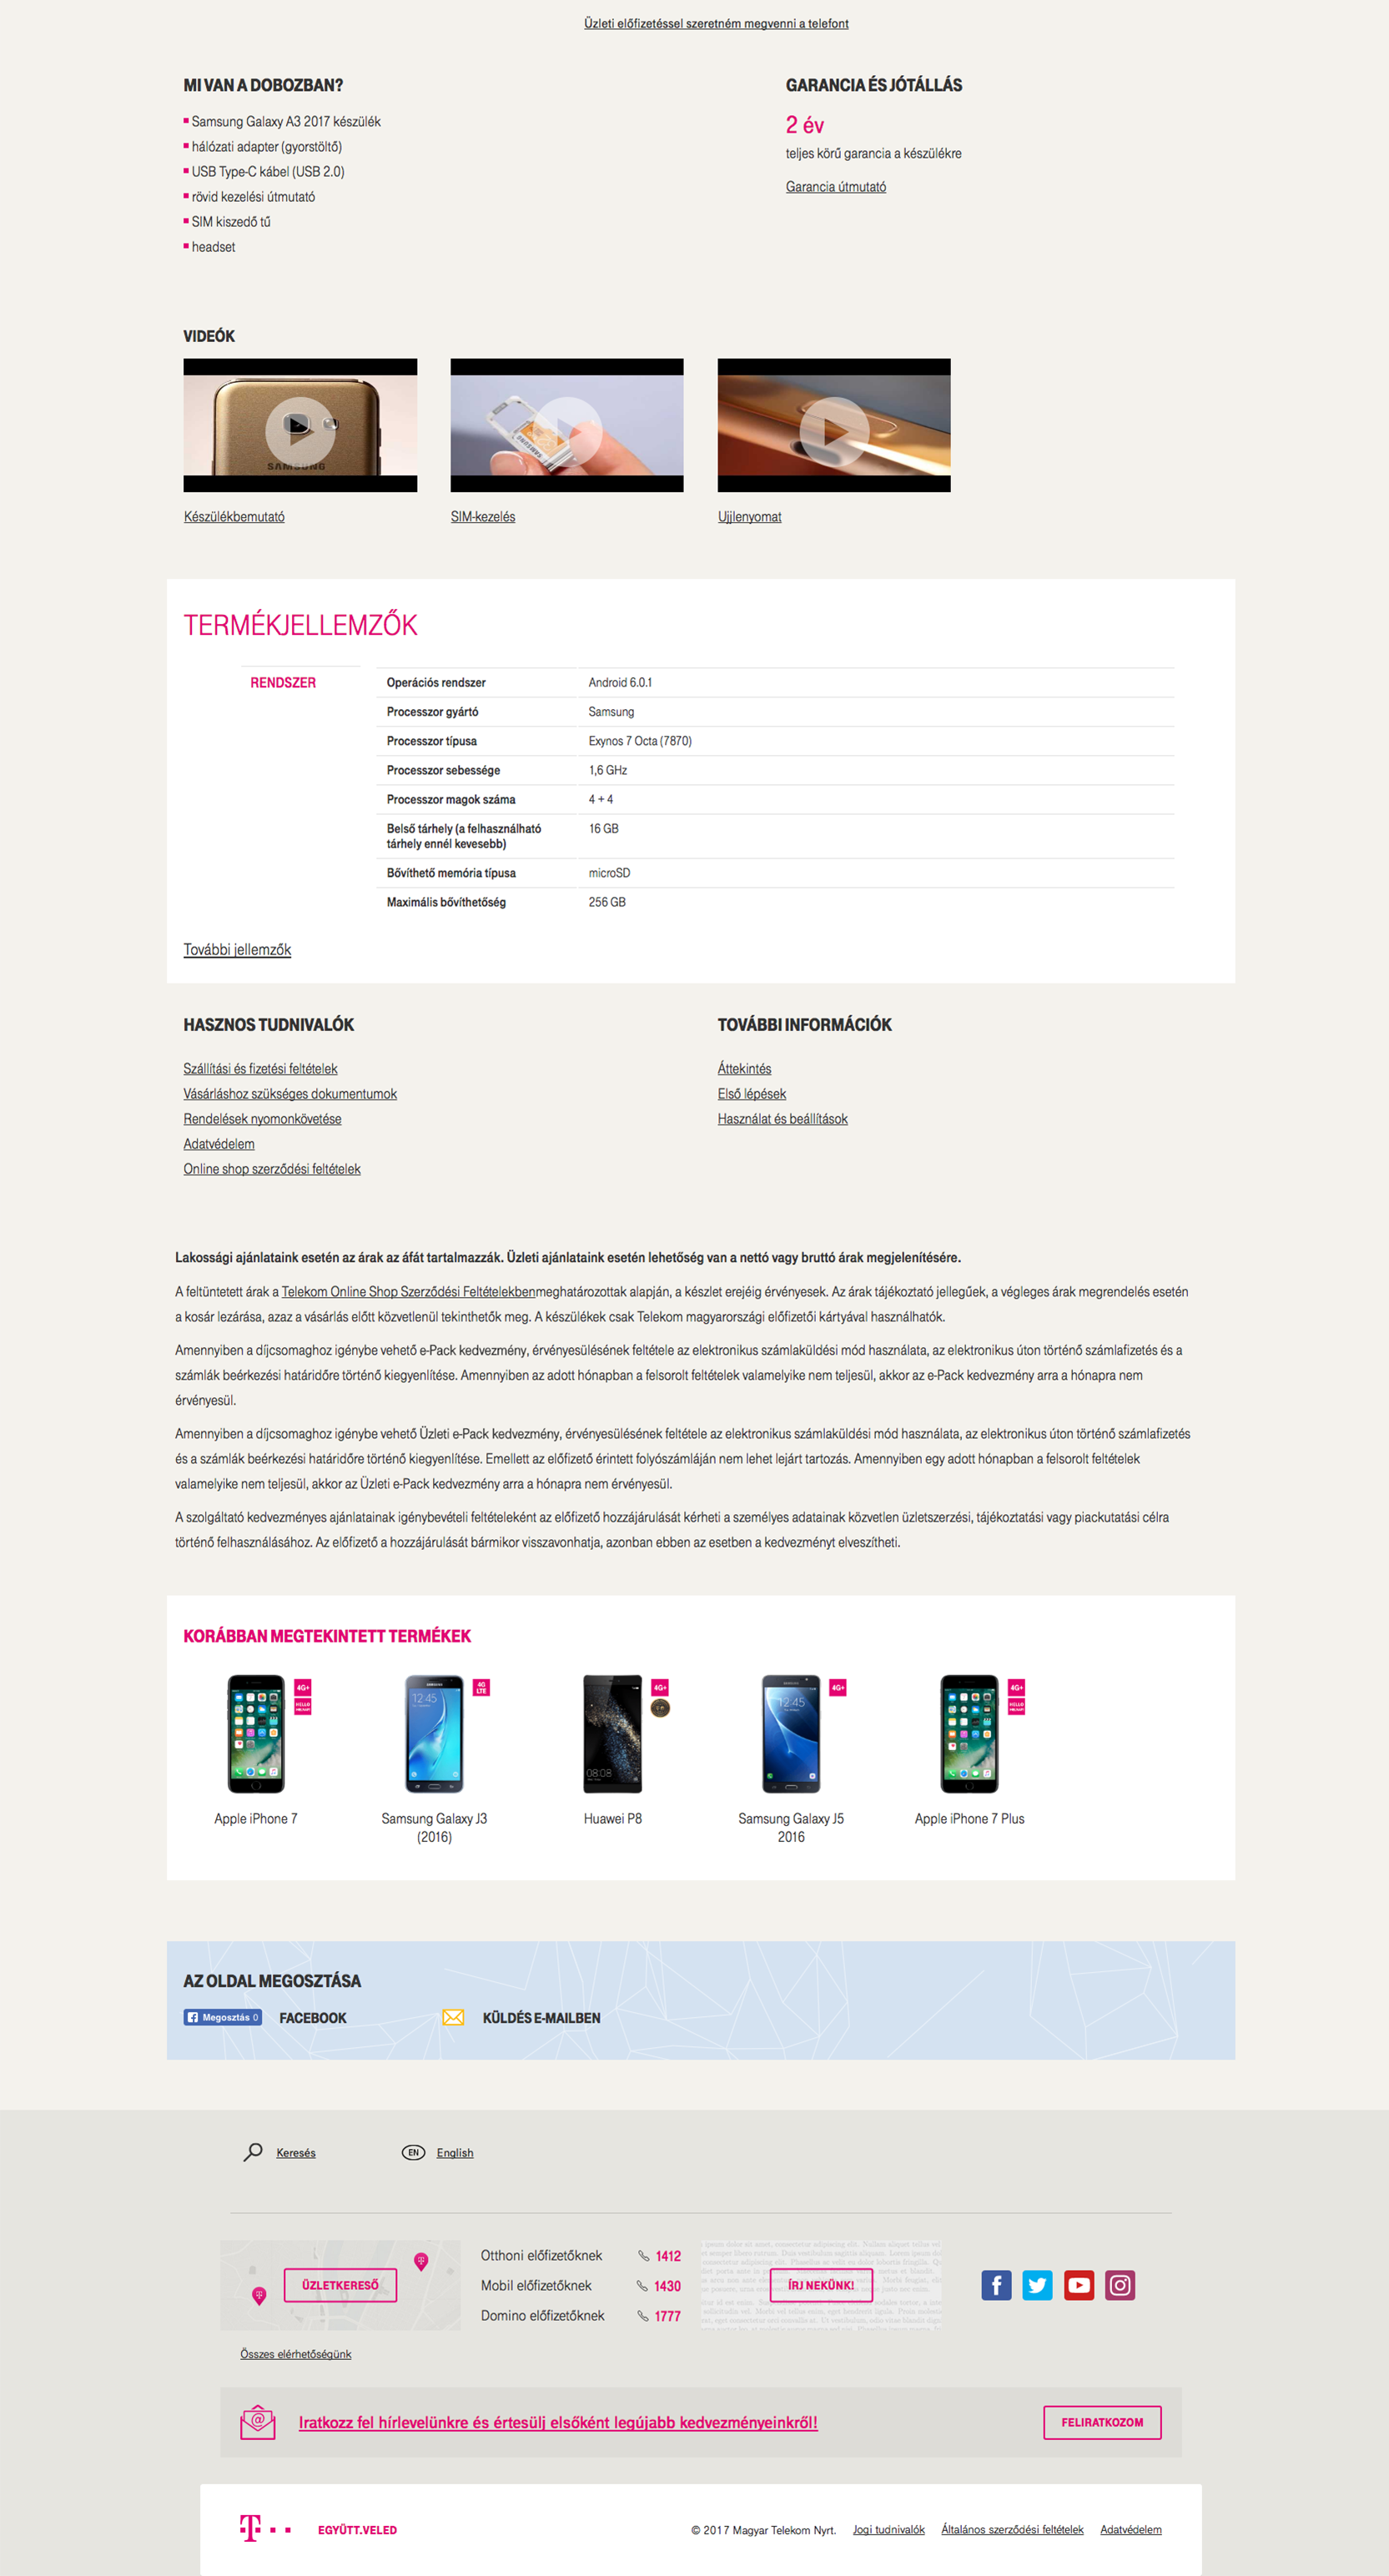 Üzleti előfizetéssel szeretném megvenni a telefont
MI VAN A DOBOZBAN?
Samsung Galaxy A3 2017 készülék
hálózati adapter (gyorstöltő)
USB Type-C kábel (USB 2.0)
rövid kezelési útmutató
SIM kiszedő tű
headset
GARANCIA ÉS JÓTÁLLÁS
2 év
teljes körű garancia a készülékre
Garancia útmutató
VIDEÓK
SAMSUNG
Készülékbemutató
SIM-kezelés
Ujjlenyomat
TERMÉKJELLEMZŐK
RENDSZER
Operációs rendszer Android 6.0.1
Processzor gyártó Samsung
Processzor típusa Exynos 7 Octa (7870)
Processzor sebessége 1,6 GHz
Processzor magok száma 4 + 4
Belső tárhely (a felhasználható 16 GB
tárhely ennél kevesebb)
Bővíthető memória típusa microSD
Maximális bővíthetőség 256 GB
További jellemzők
HASZNOS TUDNIVALÓK
Szállítási és fizetési feltételek
Vásárláshoz szükséges dokumentumok
Rendelések nyomonkövetése
Adatvédelem
Online shop szerződési feltételek
TOVÁBBI INFORMÁCIÓK
Áttekintés
Első lépések
Használat és beállítások
Lakossági ajánlataink esetén az árak az áfát tartalmazzák. Üzleti ajánlataink esetén lehetőség van a nettó vagy bruttó árak megjelenítésére.
A feltüntetett árak a Telekom Online Shop Szerződési Feltételekbenmeghatározottak alapján, a készlet erejéig érvényesek. Az árak tájékoztató jellegűek, a végleges árak megrendelés esetén
a kosár lezárása, azaz a vásárlás előtt közvetlenül tekinthetők meg. A készülékek csak Telekom magyarországi előfizetői kártyával használhatók.
Amennyiben a díjcsomaghoz igénybe vehető e-Pack kedvezmény, érvényesülésének feltétele az elektronikus számlaküldési mód használata, az elektronikus úton történő számlafizetés és a
számlák beérkezési határidőre történő kiegyenlítése. Amennyiben az adott hónapban a felsorolt feltételek valamelyike nem teljesül, akkor az e-Pack kedvezmény arra a hónapra nem
érvényesül.
Amennyiben a díjcsomaghoz igénybe vehető Üzleti e-Pack kedvezmény, érvényesülésének feltétele az elektronikus számlaküldési mód használata, az elektronikus úton történő számlafizetés
és a számlák beérkezési határidőre történő kiegyenlítése. Emellett az előfizető érintett folyószámláján nem lehet lejárt tartozás. Amennyiben egy adott hónapban a felsorolt feltételek
valamelyike nem teljesül, akkor az Üzleti e-Pack kedvezmény arra a hónapra nem érvényesül.
A szolgáltató kedvezményes ajánlatainak igénybevételi feltételeként az előfizető hozzájárulását kérheti a személyes adatainak közvetlen üzletszerzési, tájékoztatási vagy piackutatási célra
történő felhasználásához. Az előfizető a hozzájárulását bármikor visszavonhatja, azonban ebben az esetben a kedvezményt elveszítheti.
KORÁBBAN MEGTEKINTETT TERMÉKEK
4G+
12:45
4G
LTE
08:08
4G+
12:45
4G+
4G+
Apple iPhone 7
Samsung Galaxy J3
(2016)
Huawei P8
Samsung Galaxy J5
2016
Apple iPhone 7 Plus
AZ OLDAL MEGOSZTÁSA
Megosztás 0
FACEBOOK
KÜLDÉS E-MAILBEN
Keresés
EN
English
ÜZLETKERESŐ
Otthoni előfizetőknek 1412
Mobil előfizetőknek 1430
Domino előfizetőknek 1777
ÍRJ NEKÜNK!
Összes elérhetőségünk
Iratkozz fel hírlevelünkre és értesülj elsőként legújabb kedvezményeinkről!
FELIRATKOZOM
T
EGYÜTT.VELED
© 2017 Magyar Telekom Nyrt. Jogi tudnivalók Általános szerződési feltételek Adatvédelem